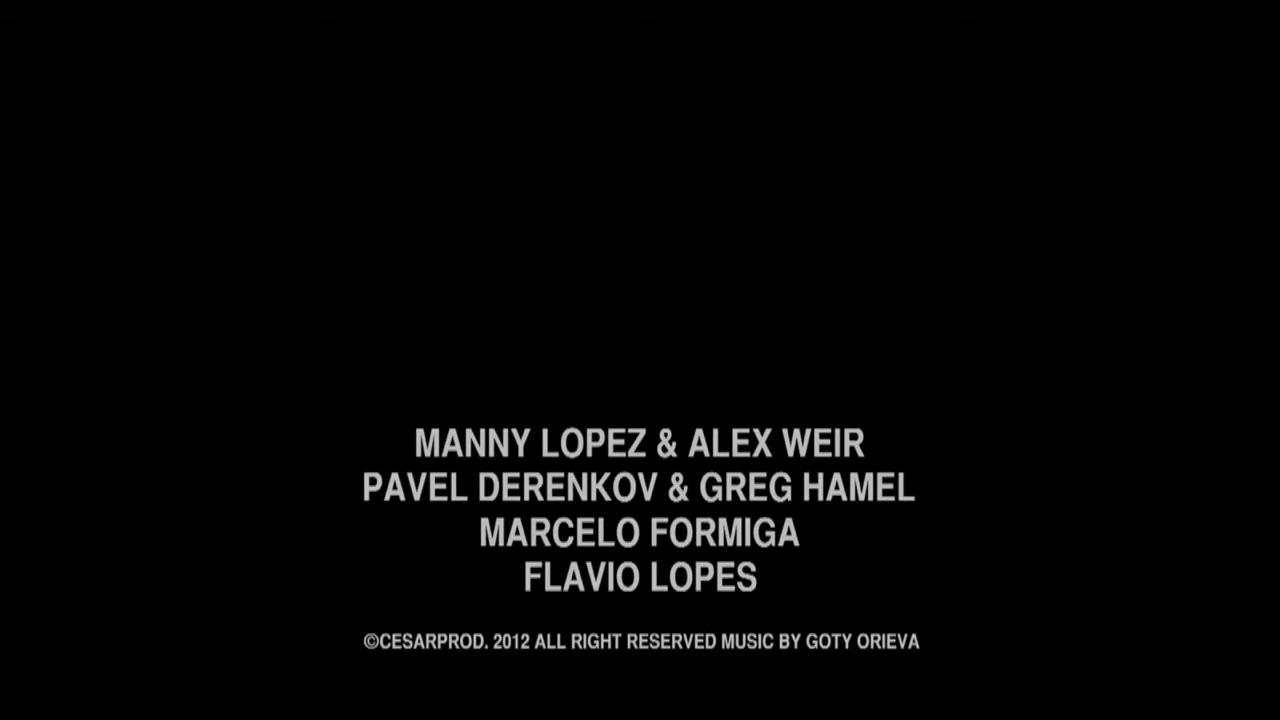 MANNY LOPEZ & ALEX WEIR
PAVEL DERENKOV & GREG HAMEL
MARCELO FORMIGA
FLAVIO LOPES
©CESARPROD. 2012 ALL RIGHT RESERVED MUSIC BY GOTY ORIEVA